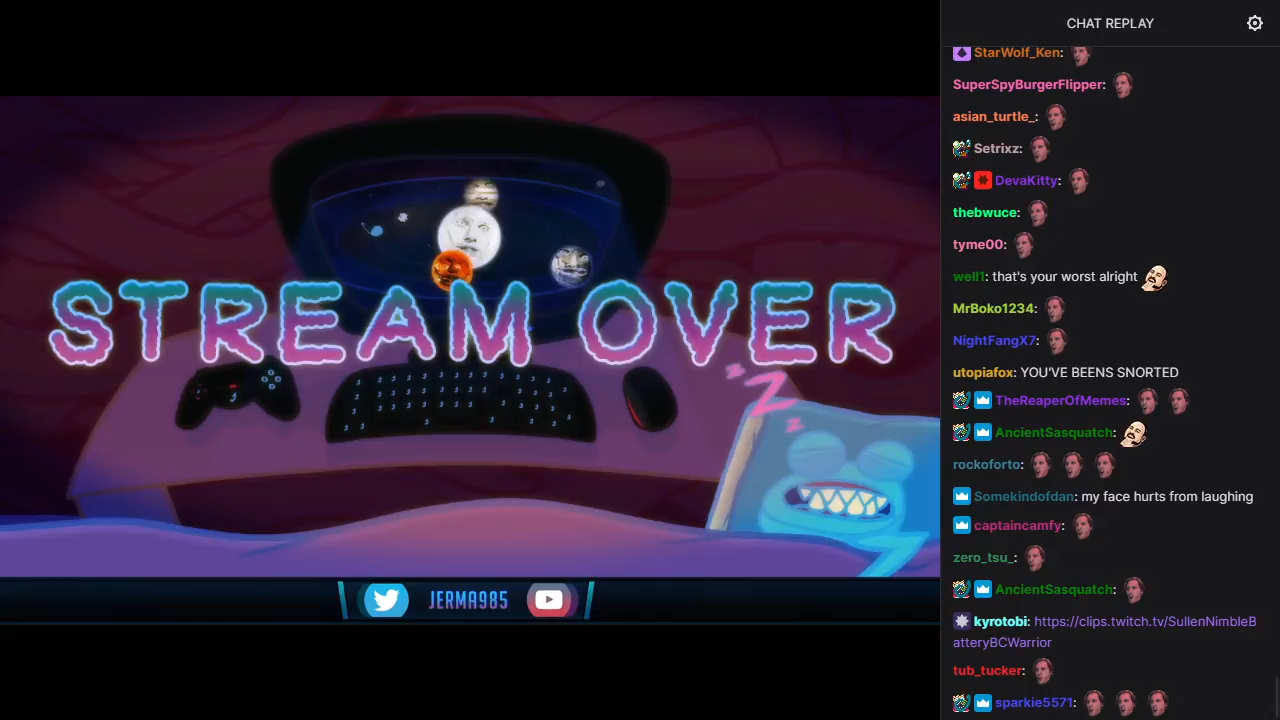 CHAT REPLAY
StarWolf_Ken:
SuperSpyBurgerFlipper:
asian_turtle_:
Setrixz:
DevaKitty:
thebwuce:
tyme00:
well1: that's your worst alright
MrBoko1234:
NightFangX7:
utopiafox: YOU'VE BEENS SNORTED
TheReaperOfMemes:
AncientSasquatch:
rockoforto:
Somekindofdan: my face hurts from laughing
captaincamfy:
zero_tsu_:
AncientSasquatch:
kyrotobi: https://clips.twitch.tv/SullenNimbleB
atteryBCWarrior
tub_tucker:
sparkie5571:
STREAM OVER
z
Z
z
JERMA985